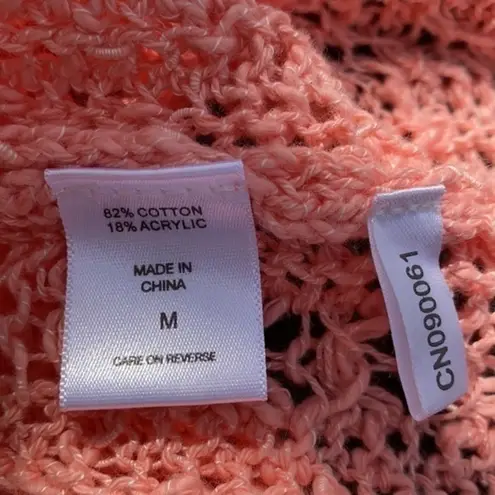 82% COTTON
18% ACRYLIC
MADE IN
CHINA
M
CARE ON REVERSE
CN090061